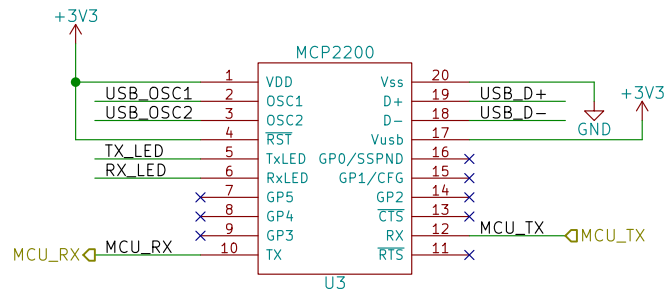 +3V3
MCP2200
1 VDD Vss 20
USB_OSC1 2 OSC1 D+ 19 USB_D+ +3V3
USB_OSC2 3 OSC2 D- 18 USB_D-
GND
4 RST Vusb 17
TX_LED 5 TxLED GP0/SSPND 16
RX_LED 6 RxLED GP1/CFG 15
7 GP5 GP2 14
8 GP4 CTS 13
9 GP3 RX 12 MCU_TX MCU_TX
MCU_RX MCU_RX 10 TX RTS 11
U3